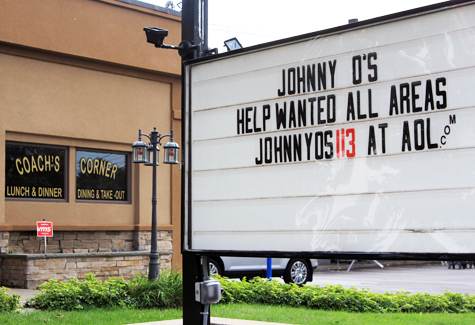 JOHNNY O'S
HELP WANTED ALL AREAS
JOHNNYOS113 AT AOL.COM
COACH'S
LUNCH & DINNER
CORNER
DINING & TAKE-OUT